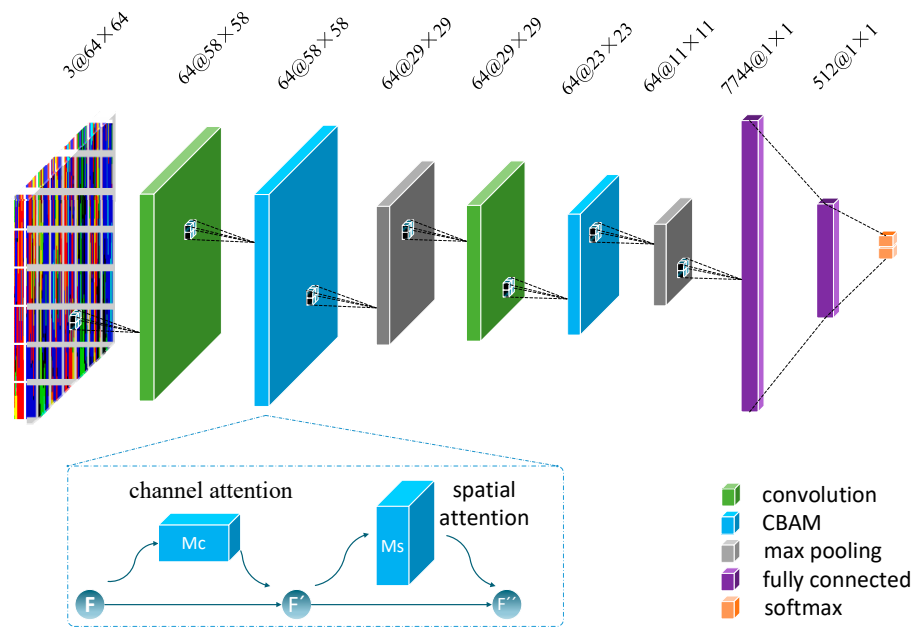 3@64×64
64@58×58
64@58×58
64@29×29
64@29×29
64@23×23
64@11×11
7744@1×1
512@1×1
channel attention
spatial
attention
Mc
Ms
F
F´
F´´
convolution
CBAM
max pooling
fully connected
softmax